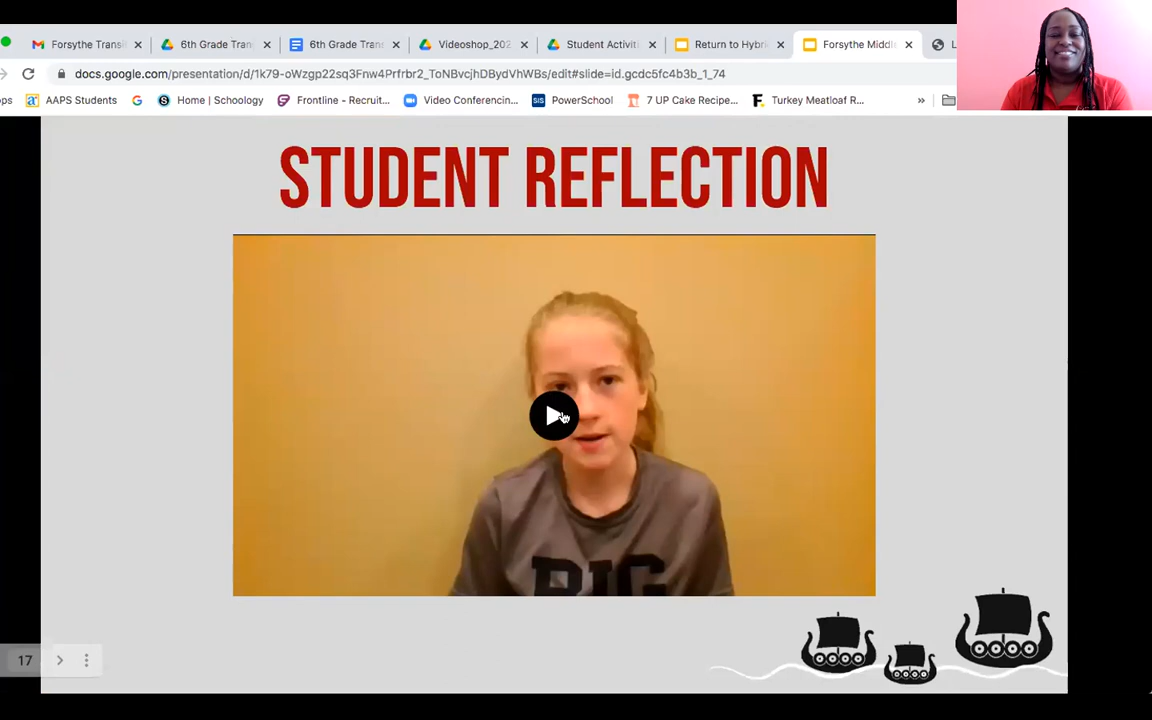 Forsythe Transi
6th Grade Tran
6th Grade Trans
Videoshop_202
Student Activit
Return to Hybri
Forsythe Middl
docs.google.com/presentation/d/1k79-oWzgp22sq3Fnw4Prfrbr2_ToNBvcjhDBydVhWBs/edit#slide=id.gcdc5fc4b3b_1_74
AAPS Students
Home | Schoology
Frontline - Recruit...
Video Conferencin...
SIS PowerSchool
7 UP Cake Recipe...
Turkey Meatloaf R...
»
STUDENT REFLECTION
BIG
17